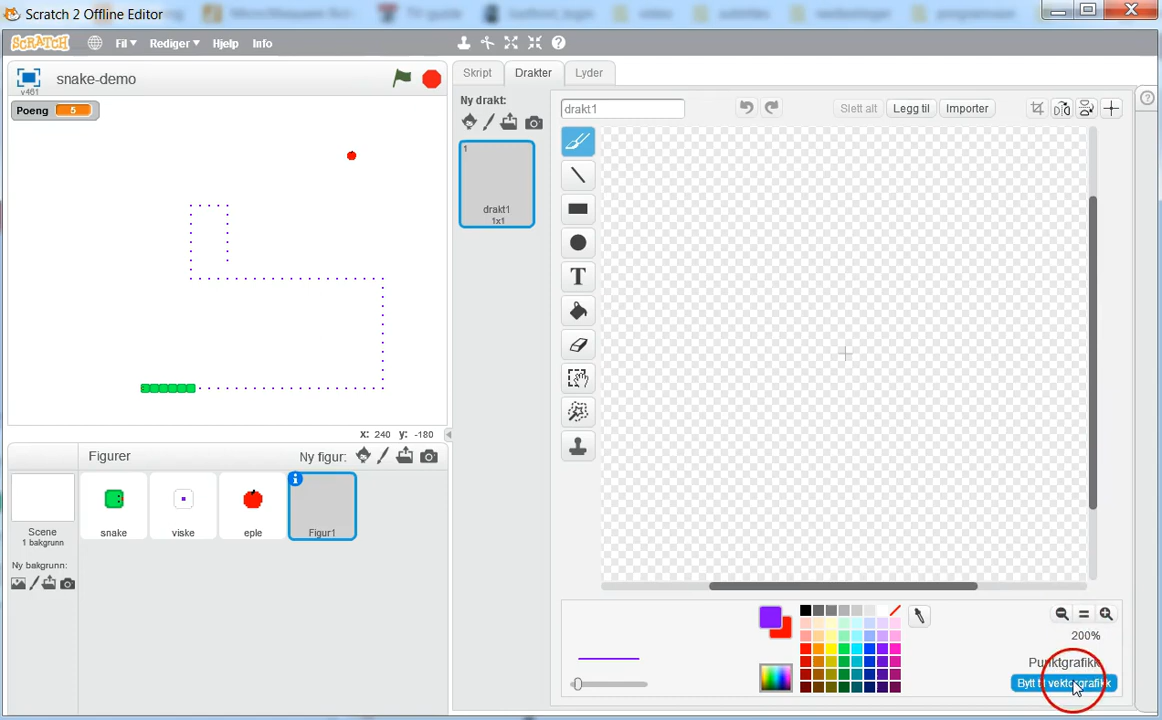 Scratch 2 Offline Editor
SCRATCH
Fil
Rediger
Hjelp
Info
v461
snake-demo
Poeng 5
Skript
Drakter
Lyder
Ny drakt:
1
drakt1
1x1
drakt1
Slett alt
Legg til
Importer
T
x: 240 y: -180
Figurer
Ny figur:
Scene
1 bakgrunn
Ny bakgrunn:
snake
viske
eple
Figur1
200%
Punktgrafikk
Bytt til vektorgrafikk